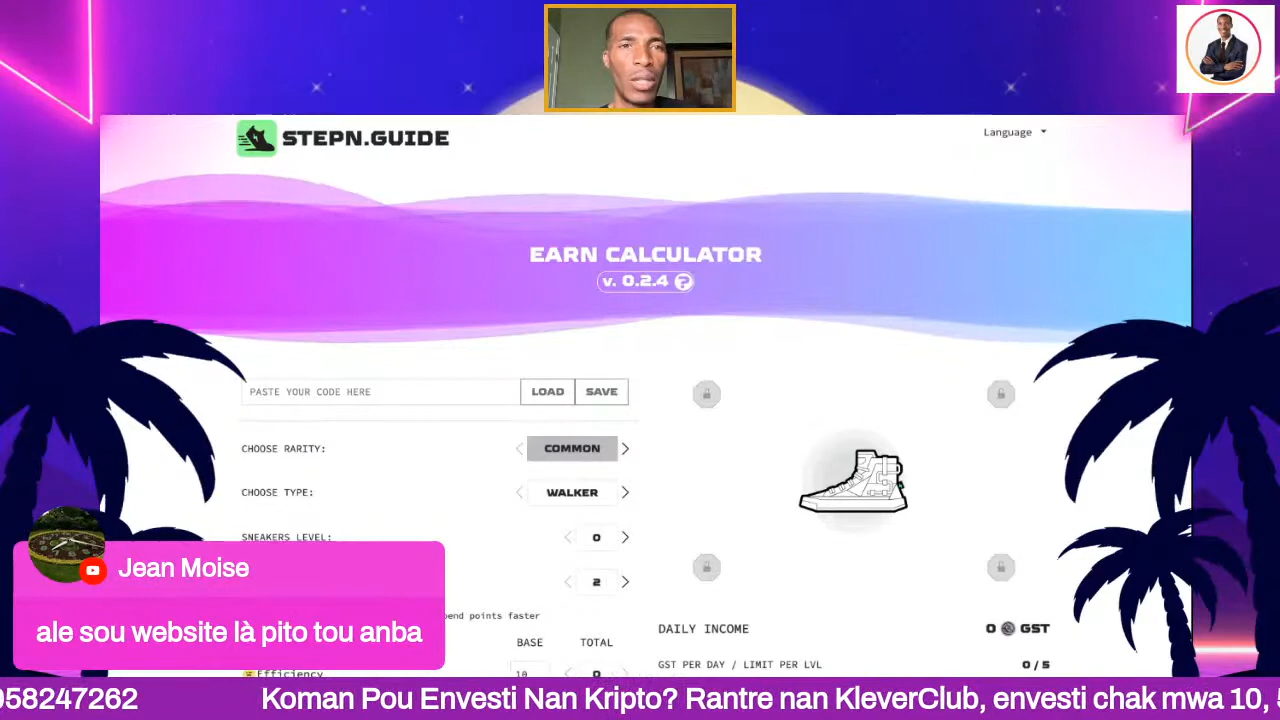 STEPN.GUIDE
Language
EARN CALCULATOR
v. 0.2.4 ?
PASTE YOUR CODE HERE
LOAD
SAVE
CHOOSE RARITY:
COMMON
CHOOSE TYPE:
WALKER
SNEAKERS LEVEL:
0
2
points faster
BASE
TOTAL
Efficiency
10
0
DAILY INCOME
0 GST
GST PER DAY / LIMIT PER LVL
0 / 5
Jean Moise
ale sou website là pito tou anba
958247262
Koman Pou Envesti Nan Kripto? Rantre nan KleverClub, envesti chak mwa 10,